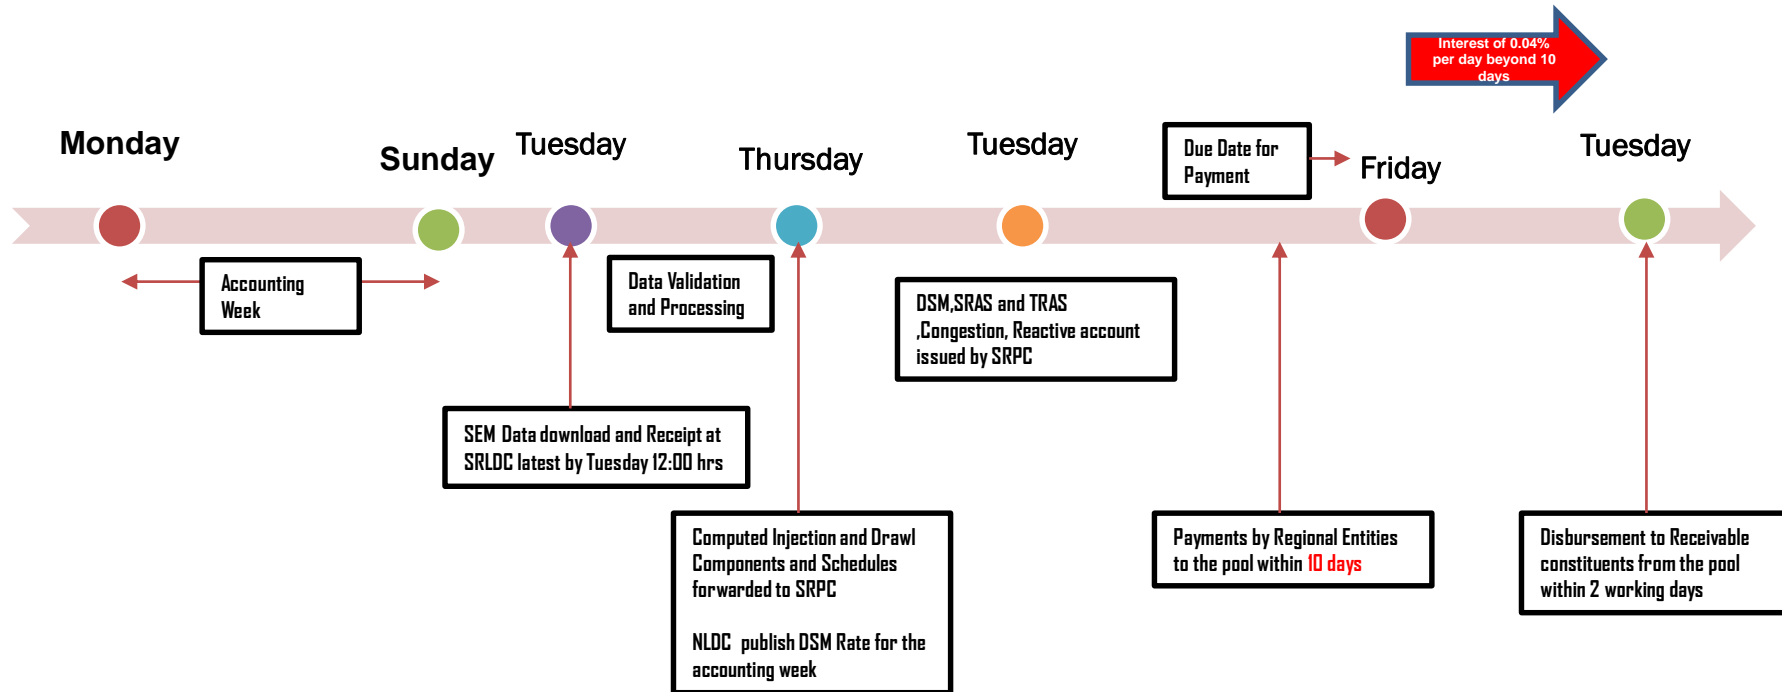 Interest of 0.04%
per day beyond 10
days
Monday
Sunday
Tuesday
Thursday
Tuesday
Due Date for
Payment
Friday
Tuesday
Accounting
Week
Data Validation
and Processing
DSM,SRAS and TRAS
,Congestion, Reactive account
issued by SRPC
SEM Data download and Receipt at
SRLDC latest by Tuesday 12:00 hrs
Computed Injection and Drawl
Components and Schedules
forwarded to SRPC
NLDC publish DSM Rate for the
accounting week
Payments by Regional Entities
to the pool within 10 days
Disbursement to Receivable
constituents from the pool
within 2 working days